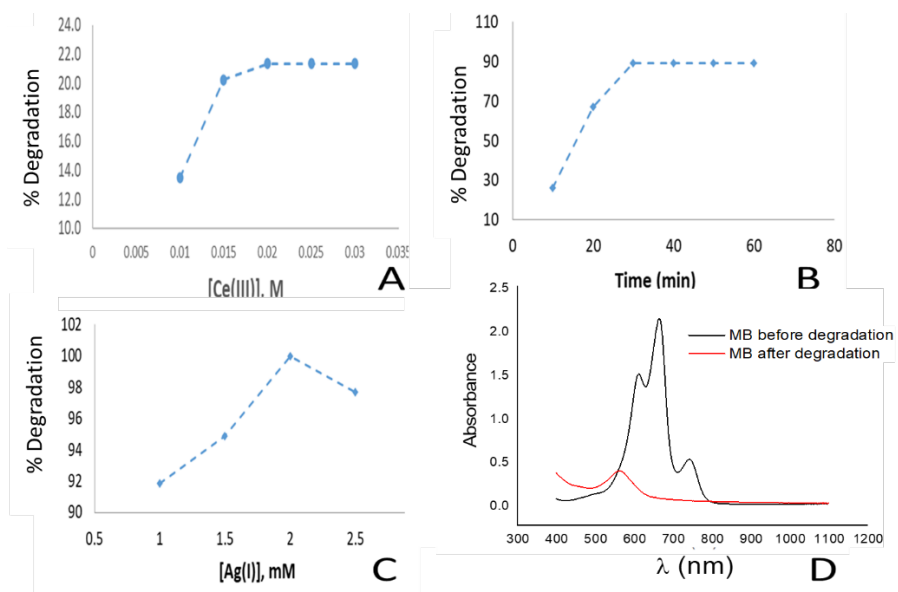 24.0
22.0
20.0
18.0
16.0
14.0
12.0
10.0
% Degradation
0 0.005 0.01 0.015 0.02 0.025 0.03 0.035
[Ce(III)], M
A
110
90
70
50
30
10
% Degradation
0 20 40 60 80
Time (min)
B
102
100
98
96
94
92
90
% Degradation
0.5 1 1.5 2 2.5
[Ag(I)], mM
C
2.5
2.0
1.5
1.0
0.5
0.0
Absorbance
MB before degradation
MB after degradation
300 400 500 600 700 800 900 1000 1100 1200
λ (nm)
D